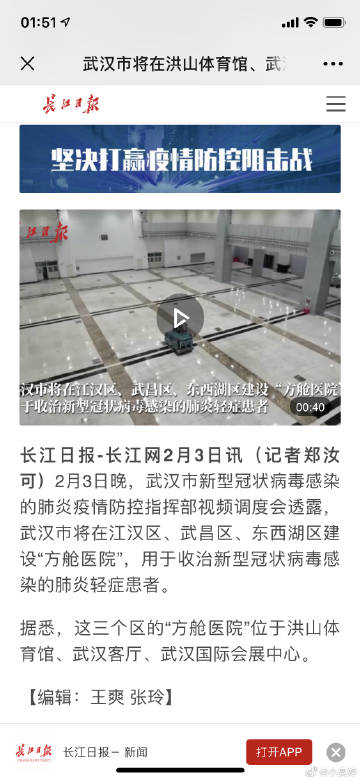 01:51
武汉市将在洪山体育馆、武
长江日报
坚决打赢疫情防控阻击战
长江日报
汉市将在江汉区、武昌区、东西湖区建设“方舱医院”
于收治新型冠状病毒感染的肺炎轻症患者
00:40
长江日报-长江网2月3日讯（记者郑汝
可）2月3日晚，武汉市新型冠状病毒感染
的肺炎疫情防控指挥部视频调度会透露，
武汉市将在江汉区、武昌区、东西湖区建
设“方舱医院”，用于收治新型冠状病毒感
染的肺炎轻症患者。
据悉，这三个区的“方舱医院”位于洪山体
育馆、武汉客厅、武汉国际会展中心。
【编辑：王爽 张玲】
长江日报
长江日报－ 新闻
打开APP